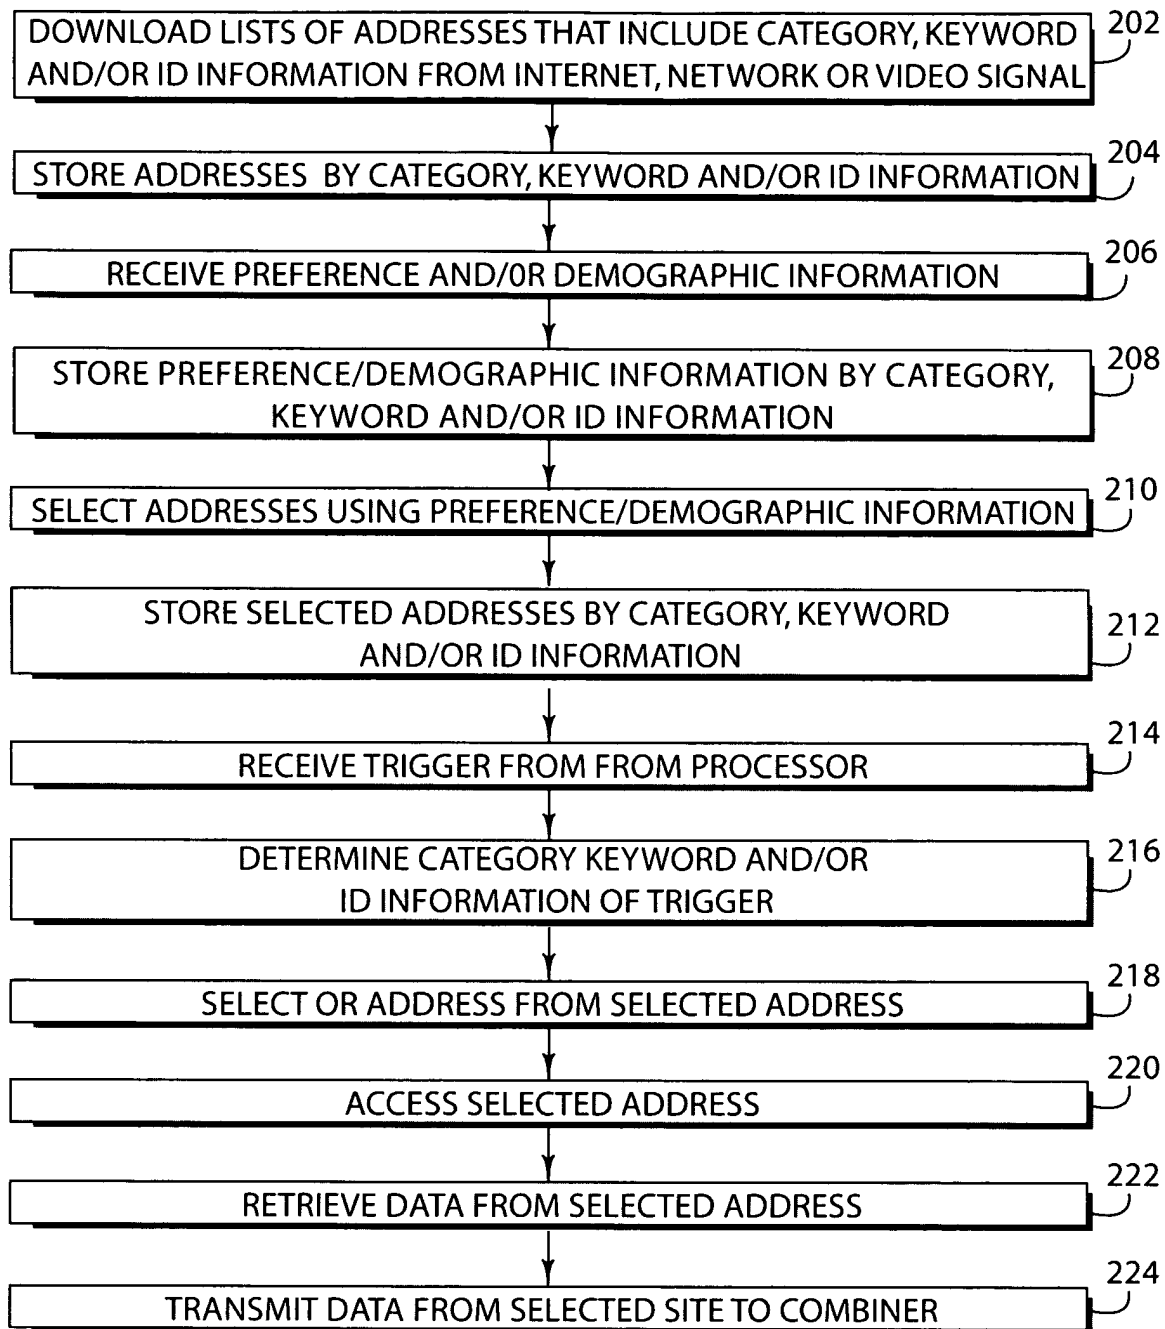 DOWNLOAD LISTS OF ADDRESSES THAT INCLUDE CATEGORY, KEYWORD
AND/OR ID INFORMATION FROM INTERNET, NETWORK OR VIDEO SIGNAL
202
STORE ADDRESSES BY CATEGORY, KEYWORD AND/OR ID INFORMATION
204
RECEIVE PREFERENCE AND/0R DEMOGRAPHIC INFORMATION
206
STORE PREFERENCE/DEMOGRAPHIC INFORMATION BY CATEGORY,
KEYWORD AND/OR ID INFORMATION
208
SELECT ADDRESSES USING PREFERENCE/DEMOGRAPHIC INFORMATION
210
STORE SELECTED ADDRESSES BY CATEGORY, KEYWORD
AND/OR ID INFORMATION
212
RECEIVE TRIGGER FROM FROM PROCESSOR
214
DETERMINE CATEGORY KEYWORD AND/OR
ID INFORMATION OF TRIGGER
216
SELECT OR ADDRESS FROM SELECTED ADDRESS
218
ACCESS SELECTED ADDRESS
220
RETRIEVE DATA FROM SELECTED ADDRESS
222
TRANSMIT DATA FROM SELECTED SITE TO COMBINER
224